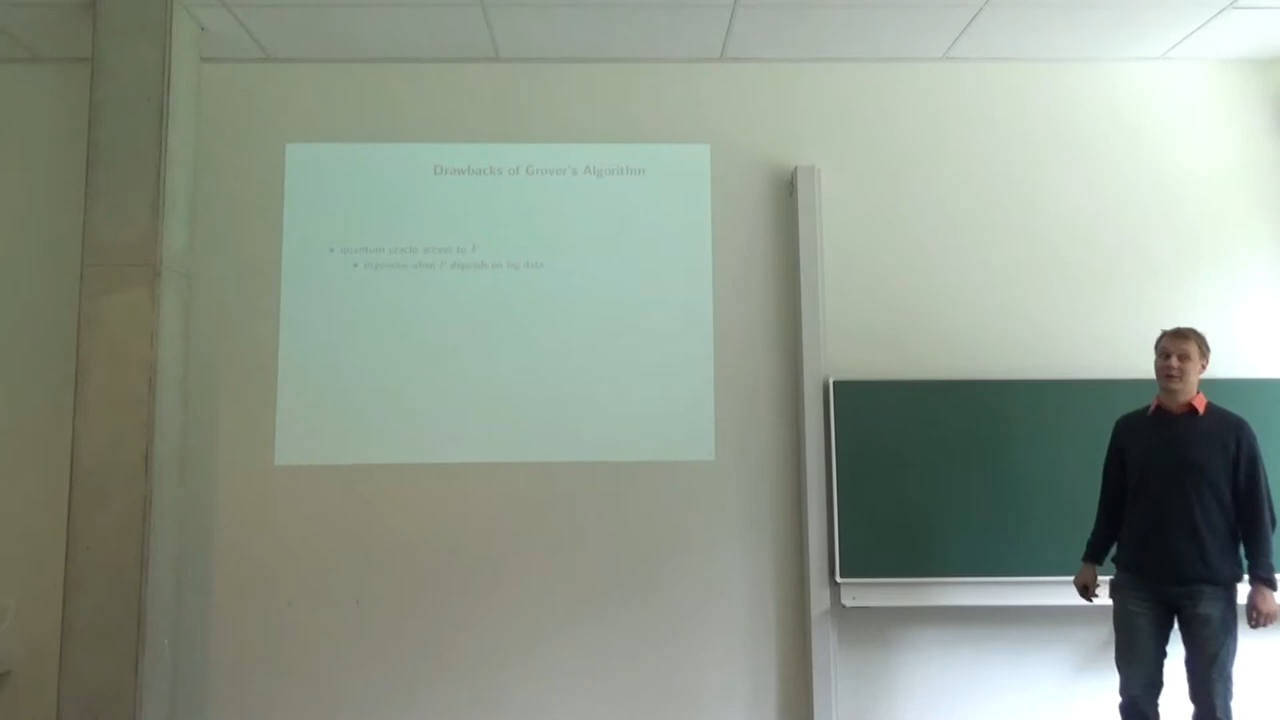 Drawbacks of Grover's Algorithm
• quantum oracle access to F
• expensive when F depends on big data